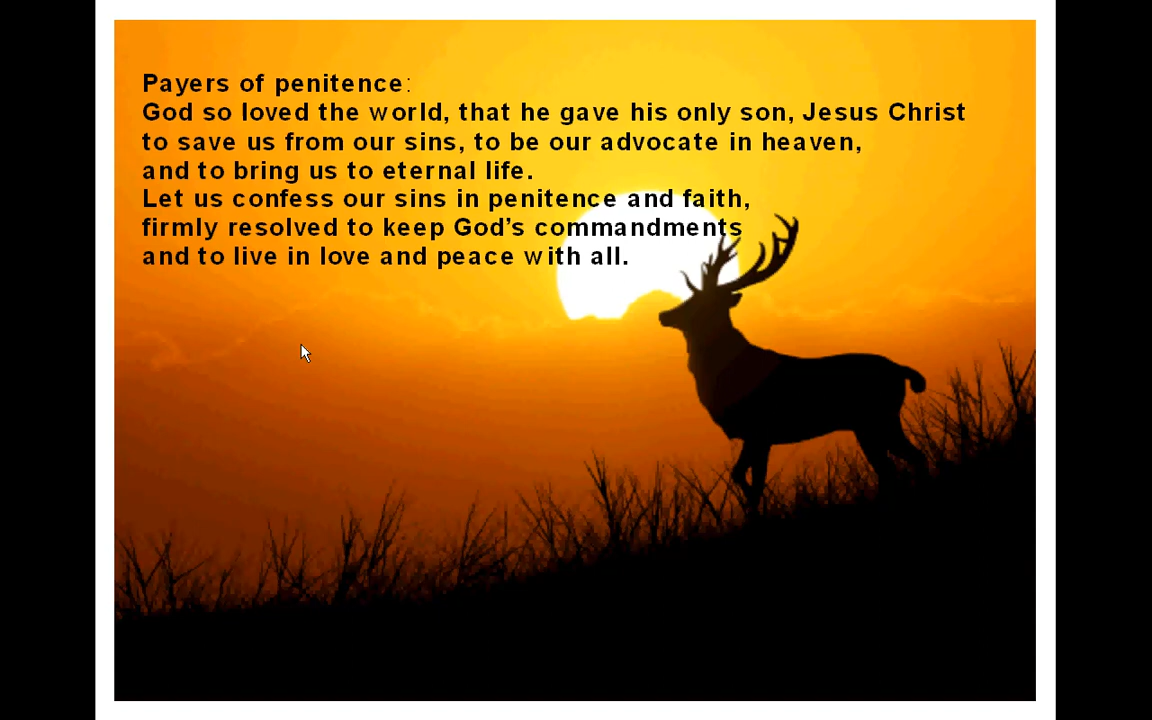 Payers of penitence:
God so loved the world, that he gave his only son, Jesus Christ
to save us from our sins, to be our advocate in heaven,
and to bring us to eternal life.
Let us confess our sins in penitence and faith,
firmly resolved to keep God’s commandments
and to live in love and peace with all.